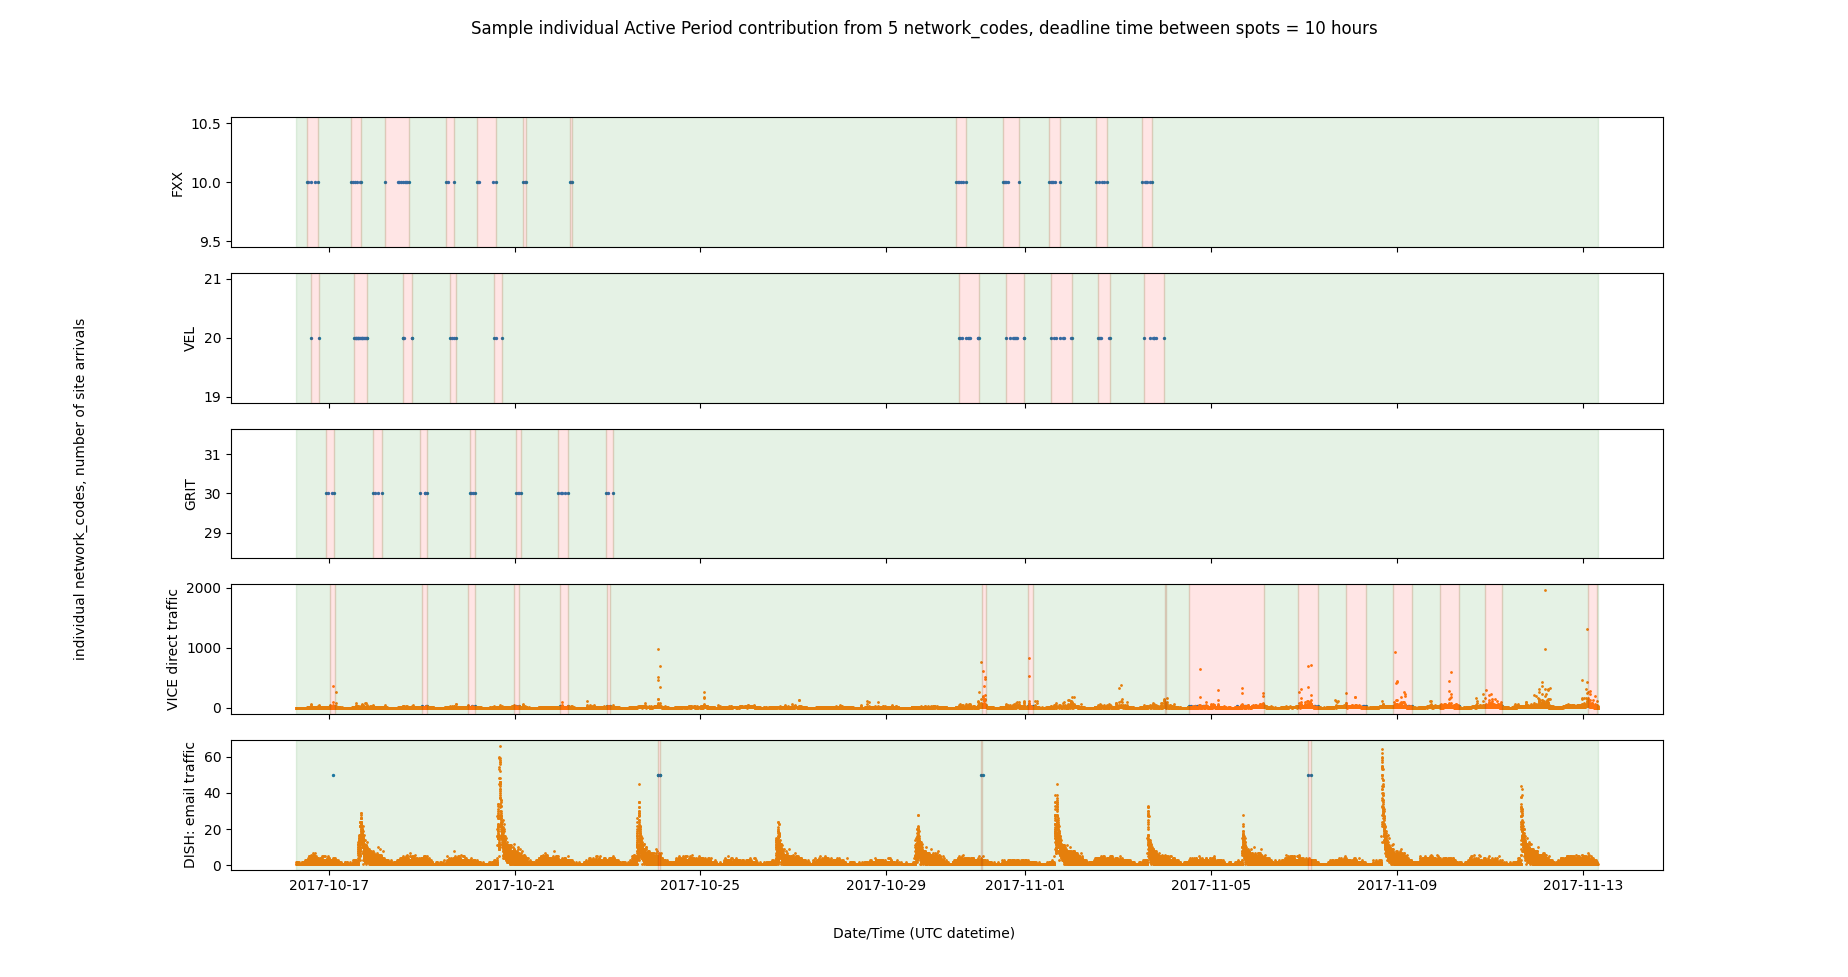 Sample individual Active Period contribution from 5 network_codes, deadline time between spots = 10 hours
individual network_codes, number of site arrivals
FXX
10.5
10.0
9.5
VEL
21
20
19
GRIT
31
30
29
VICE direct traffic
2000
1000
0
DISH: email traffic
60
40
20
0
2017-10-17 2017-10-21 2017-10-25 2017-10-29 2017-11-01 2017-11-05 2017-11-09 2017-11-13
Date/Time (UTC datetime)